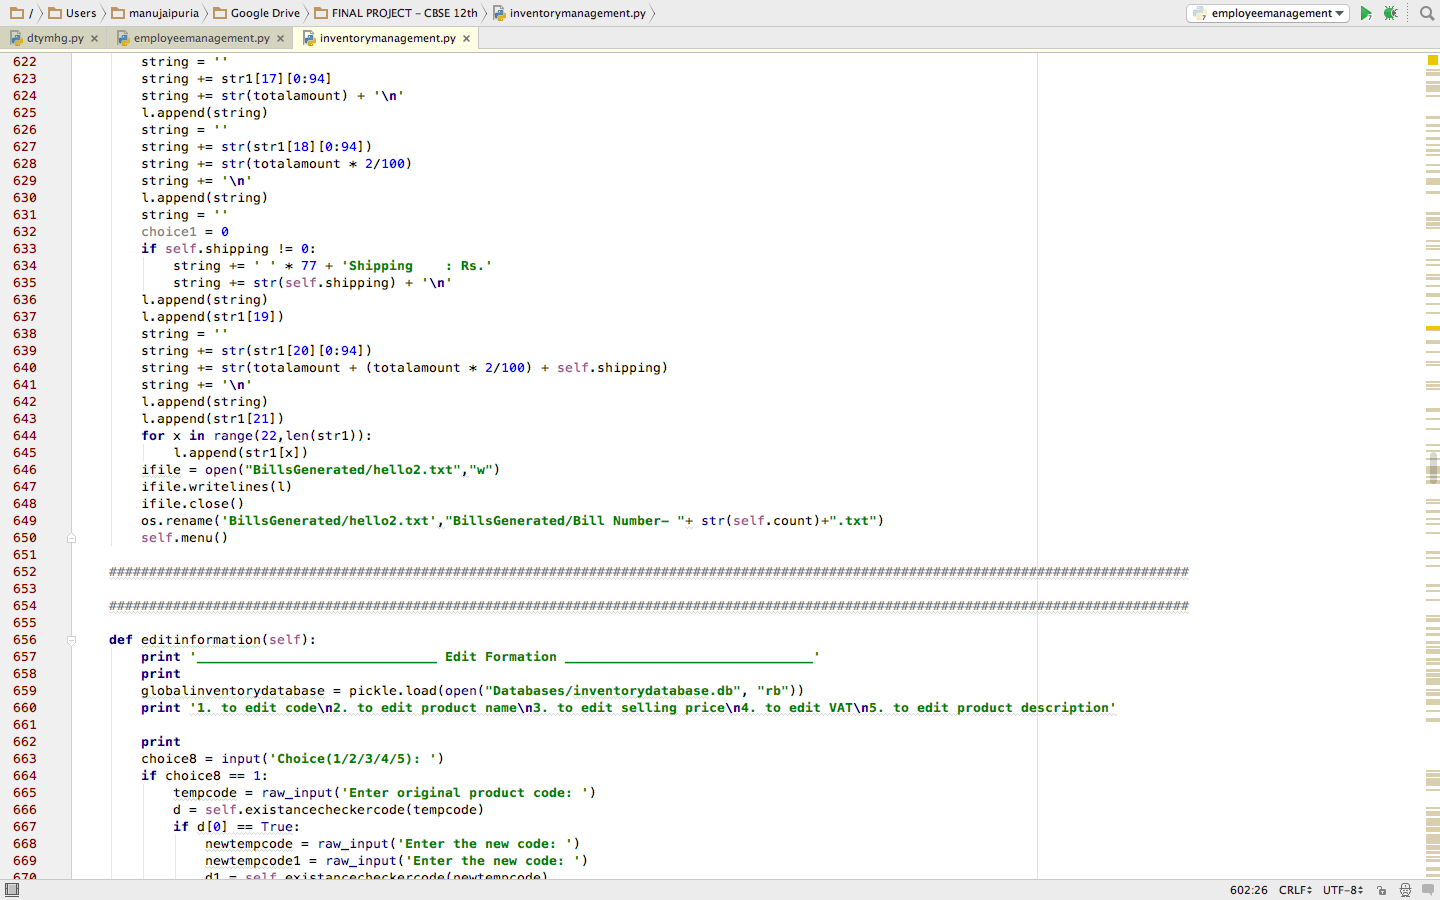 / Users manujaipuria Google Drive FINAL PROJECT – CBSE 12th inventorymanagement.py employeemanagement
dtymhg.py × employeemanagement.py × inventorymanagement.py ×
622 string = ''
623 string += str1[17][0:94]
624 string += str(totalamount) + '\n'
625 l.append(string)
626 string = ''
627 string += str(str1[18][0:94])
628 string += str(totalamount * 2/100)
629 string += '\n'
630 l.append(string)
631 string = ''
632 choice1 = 0
633 if self.shipping != 0:
634 string += ' ' * 77 + 'Shipping    : Rs.'
635 string += str(self.shipping) + '\n'
636 l.append(string)
637 l.append(str1[19])
638 string = ''
639 string += str(str1[20][0:94])
640 string += str(totalamount + (totalamount * 2/100) + self.shipping)
641 string += '\n'
642 l.append(string)
643 l.append(str1[21])
644 for x in range(22,len(str1)):
645 l.append(str1[x])
646 ifile = open("BillsGenerated/hello2.txt","w")
647 ifile.writelines(l)
648 ifile.close()
649 os.rename('BillsGenerated/hello2.txt',"BillsGenerated/Bill Number- "+ str(self.count)+".txt")
650 self.menu()
651
652 #######################################################################################################################################
653
654 #######################################################################################################################################
655
656 def editinformation(self):
657 print '______________________________ Edit Formation _______________________________'
658 print
659 globalinventorydatabase = pickle.load(open("Databases/inventorydatabase.db", "rb"))
660 print '1. to edit code\n2. to edit product name\n3. to edit selling price\n4. to edit VAT\n5. to edit product description'
661
662 print
663 choice8 = input('Choice(1/2/3/4/5): ')
664 if choice8 == 1:
665 tempcode = raw_input('Enter original product code: ')
666 d = self.existancecheckercode(tempcode)
667 if d[0] == True:
668 newtempcode = raw_input('Enter the new code: ')
669 newtempcode1 = raw_input('Enter the new code: ')
670 d1 = self.existancecheckercode(newtempcode)
602:26 CRLF UTF-8